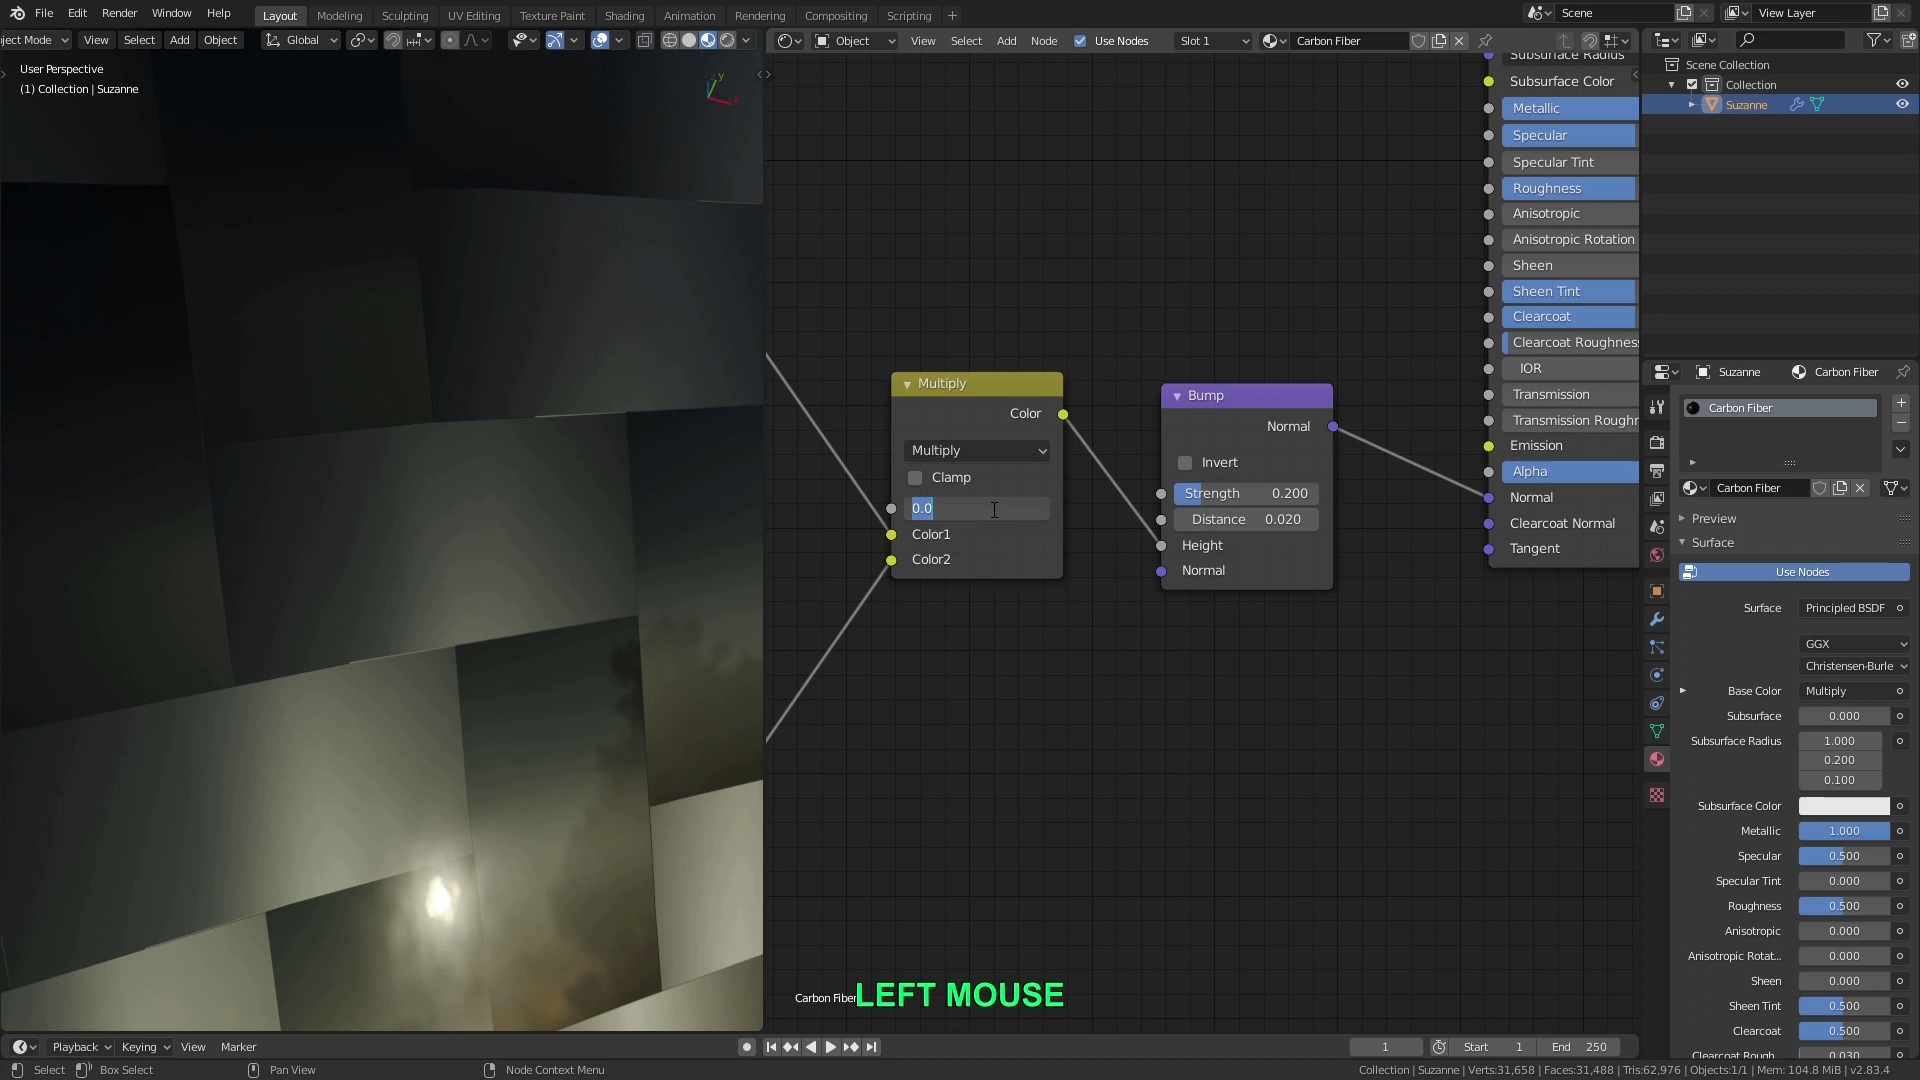 File Edit Render Window Help Layout Modeling Sculpting UV Editing Texture Paint Shading Animation Rendering Compositing Scripting + Scene View Layer
ject Mode View Select Add Object Global Object View Select Add Node Use Nodes Slot 1 Carbon Fiber
User Perspective
(1) Collection | Suzanne
Y
X
Subsurface Radius
Subsurface Color
Metallic
Specular
Specular Tint
Roughness
Anisotropic
Anisotropic Rotation
Sheen
Sheen Tint
Clearcoat
Clearcoat Roughness
IOR
Transmission
Transmission Roughr
Emission
Alpha
Normal
Clearcoat Normal
Tangent
Multiply
Color
Multiply
Clamp
0.0
Color1
Color2
Bump
Normal
Invert
Strength 0.200
Distance 0.020
Height
Normal
Carbon Fiber
LEFT MOUSE
Scene Collection
Collection
Suzanne
Suzanne Carbon Fiber
Carbon Fiber
Carbon Fiber
Preview
Surface
Use Nodes
Surface Principled BSDF
GGX
Christensen-Burle
Base Color Multiply
Subsurface 0.000
Subsurface Radius 1.000
0.200
0.100
Subsurface Color
Metallic 1.000
Specular 0.500
Specular Tint 0.000
Roughness 0.500
Anisotropic 0.000
Anisotropic Rotat... 0.000
Sheen 0.000
Sheen Tint 0.500
Clearcoat 0.500
Clearcoat Rough... 0.030
Playback Keying View Marker 1 Start 1 End 250
Select Box Select Pan View Node Context Menu Collection | Suzanne | Verts:31,658 | Faces:31,488 | Tris:62,976 | Objects:1/1 | Mem: 104.8 MiB | v2.83.4